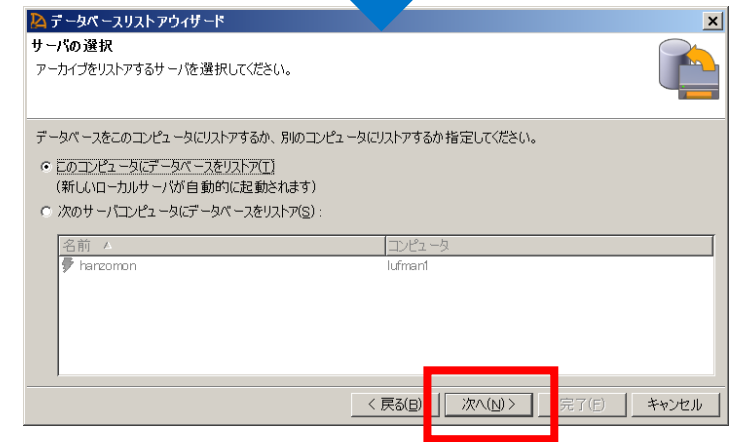 データベースリストアウィザード
サーバの選択
アーカイブをリストアするサーバを選択してください。
データベースをこのコンピュータにリストアするか、別のコンピュータにリストアするか指定してください。
このコンピュータにデータベースをリストア(T)
(新しいローカルサーバが自動的に起動されます)
次のサーバコンピュータにデータベースをリストア(S):
名前 コンピュータ
hanzomon lufman1
< 戻る(B) 次へ(N) > 完了(F) キャンセル